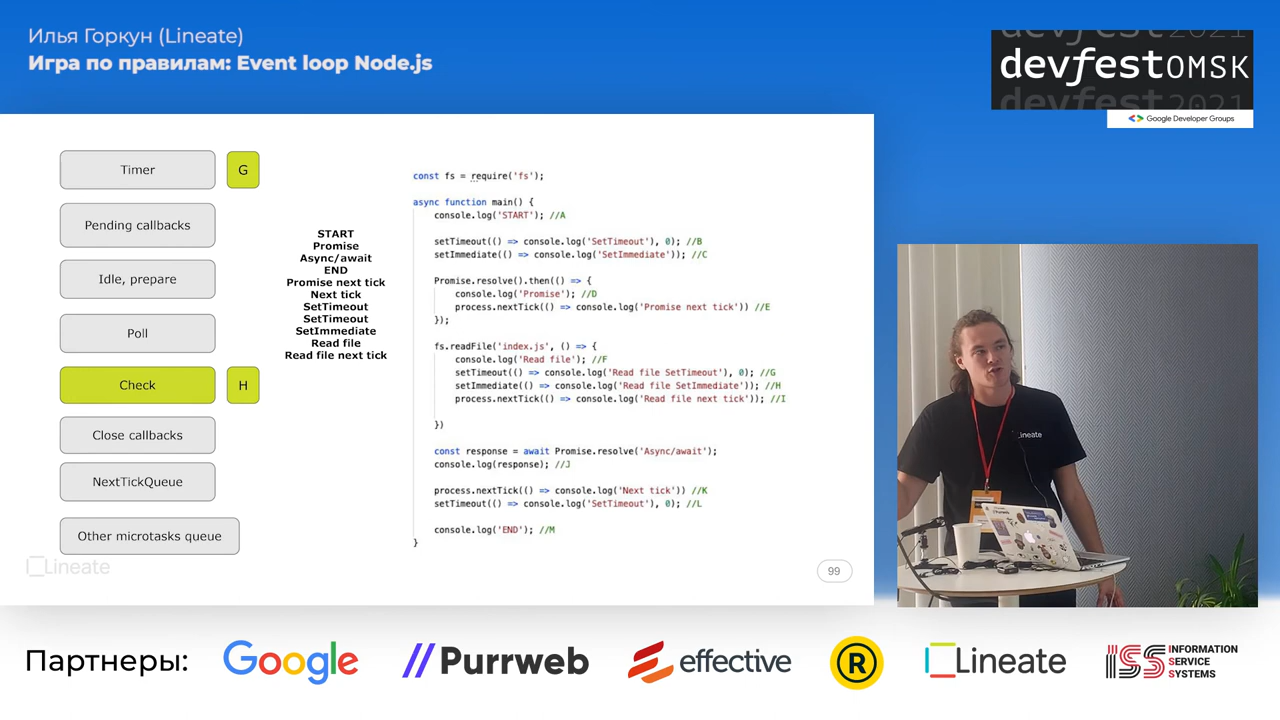 Илья Горкун (Lineate)
Игра по правилам: Event loop Node.js
devfest 2021
devfestOMSK
devfest 2021
Google Developer Groups
Timer
G
Pending callbacks
Idle, prepare
Poll
Check
H
Close callbacks
NextTickQueue
Other microtasks queue
Lineate
START
Promise
Async/await
END
Promise next tick
Next tick
SetTimeout
SetTimeout
SetImmediate
Read file
Read file next tick
const fs = require('fs');
async function main() {
console.log('START'); //A
setTimeout(() => console.log('SetTimeout'), 0); //B
setImmediate(() => console.log('SetImmediate')); //C
Promise.resolve().then(() => {
console.log('Promise'); //D
process.nextTick(() => console.log('Promise next tick')) //E
});
fs.readFile('index.js', () => {
console.log('Read file'); //F
setTimeout(() => console.log('Read file SetTimeout'), 0); //G
setImmediate(() => console.log('Read file SetImmediate')); //H
process.nextTick(() => console.log('Read file next tick')); //I
})
const response = await Promise.resolve('Async/await');
console.log(response); //J
process.nextTick(() => console.log('Next tick')) //K
setTimeout(() => console.log('SetTimeout'), 0); //L
console.log('END'); //M
}
99
Lineate
Purrweb
Партнеры:
Google
Purrweb
effective
R
Lineate
ISS
INFORMATION
SERVICE
SYSTEMS